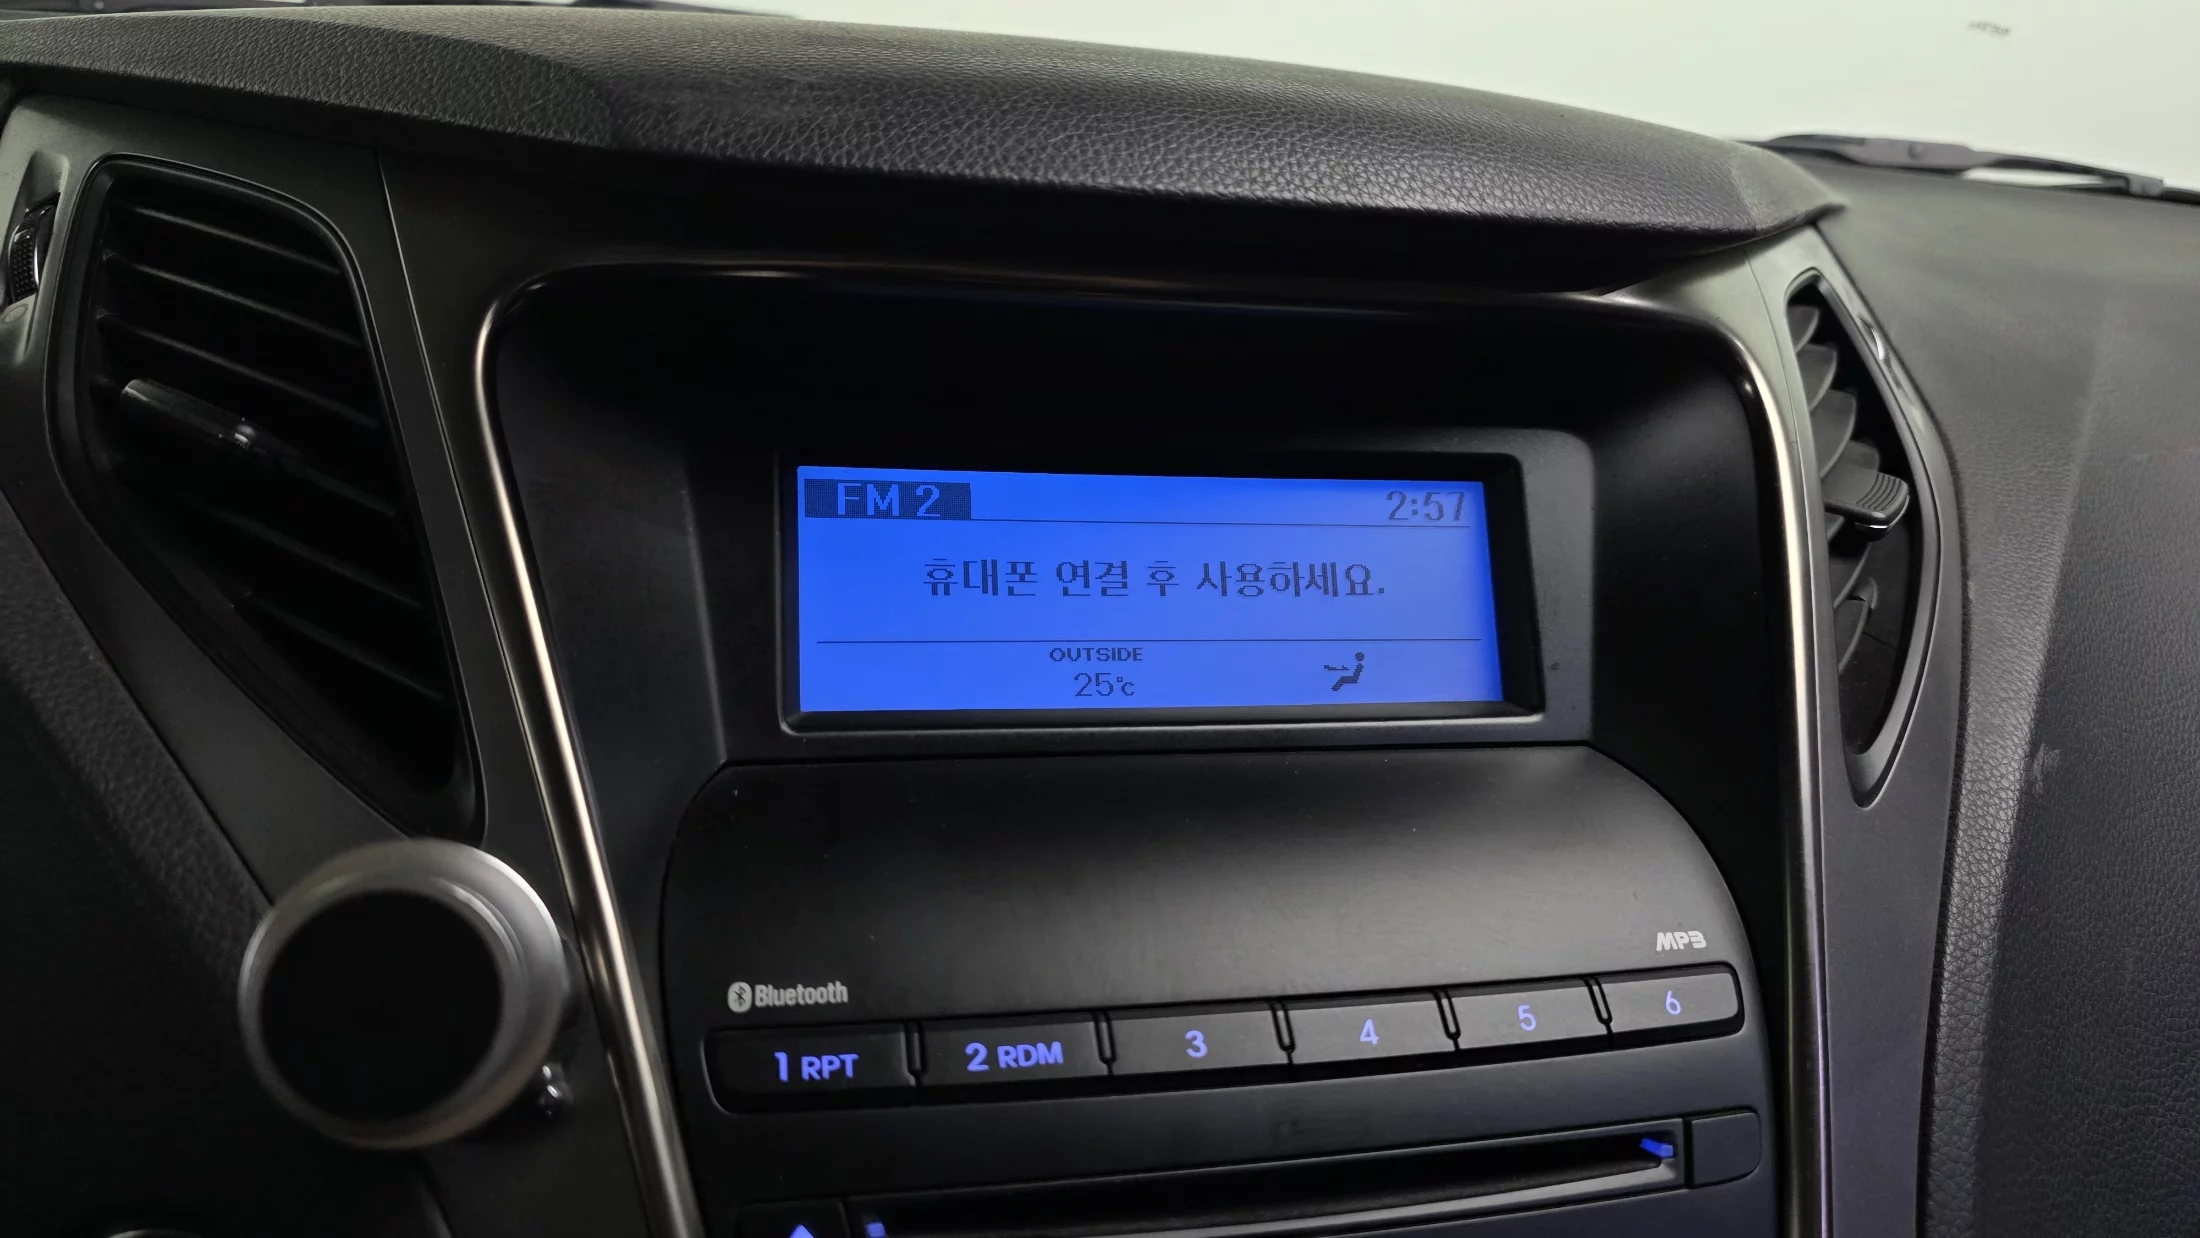 FM 2
2:57
휴대폰 연결 후 사용하세요.
OUTSIDE
25℃
MP3
Bluetooth
1 RPT
2 RDM
3
4
5
6